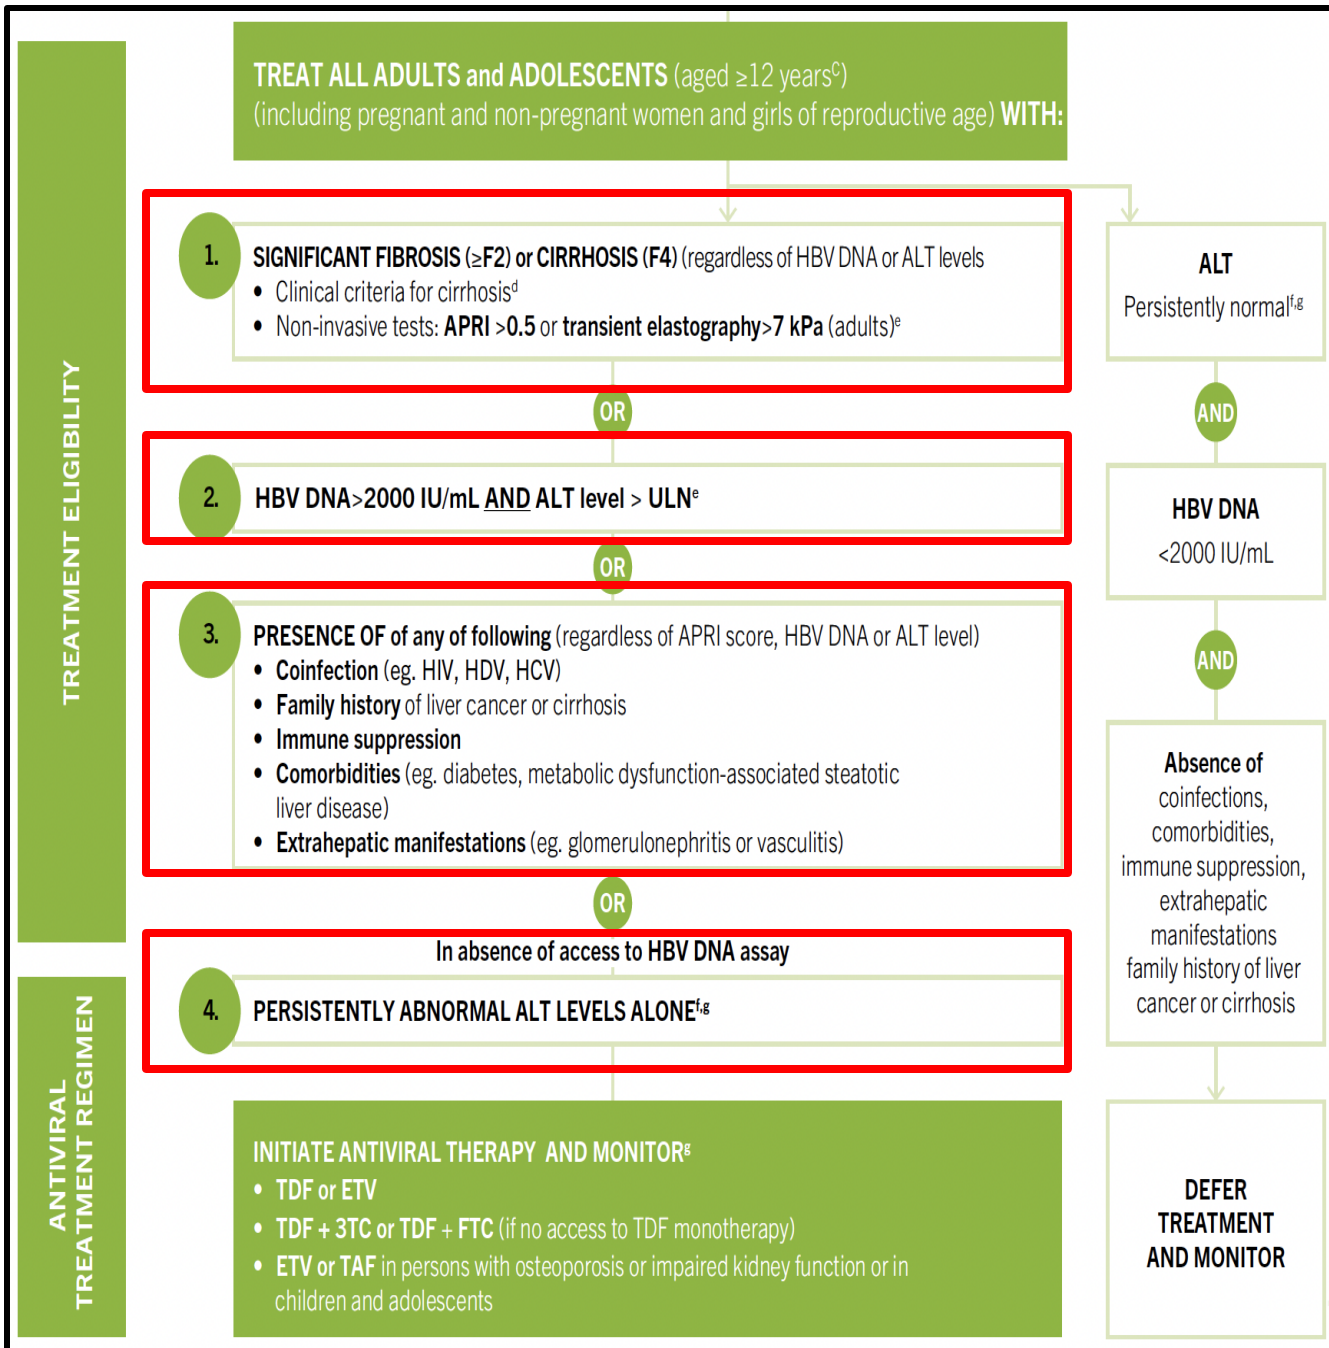 TREATMENT ELIGIBILITY
TREAT ALL ADULTS and ADOLESCENTS (aged ≥12 yearsᶜ)
(including pregnant and non-pregnant women and girls of reproductive age) WITH:
1.
SIGNIFICANT FIBROSIS (≥F2) or CIRRHOSIS (F4) (regardless of HBV DNA or ALT levels
• Clinical criteria for cirrhosisᵈ
• Non-invasive tests: APRI >0.5 or transient elastography>7 kPa (adults)ᵉ
OR
2.
HBV DNA>2000 IU/mL AND ALT level > ULNᵉ
OR
3.
PRESENCE OF of any of following (regardless of APRI score, HBV DNA or ALT level)
• Coinfection (eg. HIV, HDV, HCV)
• Family history of liver cancer or cirrhosis
• Immune suppression
• Comorbidities (eg. diabetes, metabolic dysfunction-associated steatotic
liver disease)
• Extrahepatic manifestations (eg. glomerulonephritis or vasculitis)
OR
In absence of access to HBV DNA assay
4.
PERSISTENTLY ABNORMAL ALT LEVELS ALONEᶠ,ᵍ
ALT
Persistently normalᶠ,ᵍ
AND
HBV DNA
<2000 IU/mL
AND
Absence of
coinfections,
comorbidities,
immune suppression,
extrahepatic
manifestations
family history of liver
cancer or cirrhosis
ANTIVIRAL
TREATMENT REGIMEN
INITIATE ANTIVIRAL THERAPY AND MONITORᵍ
• TDF or ETV
• TDF + 3TC or TDF + FTC (if no access to TDF monotherapy)
• ETV or TAF in persons with osteoporosis or impaired kidney function or in
children and adolescents
DEFER
TREATMENT
AND MONITOR